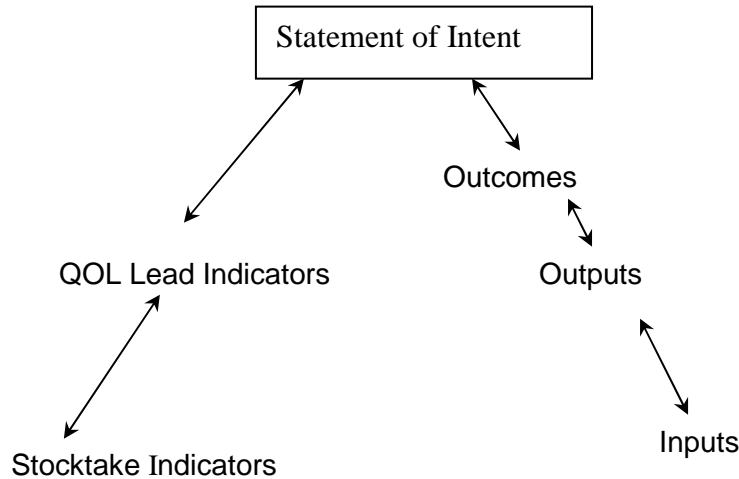 Statement of Intent
Outcomes
QOL Lead Indicators
Outputs
Inputs
Stocktake Indicators